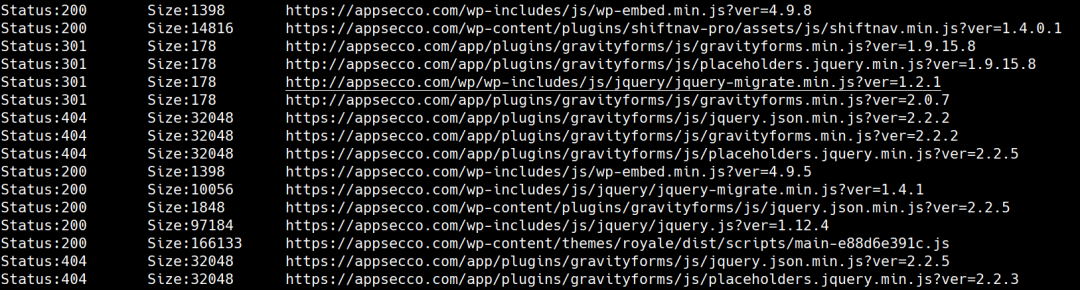 Status:200 Size:1398 https://appsecco.com/wp-includes/js/wp-embed.min.js?ver=4.9.8
Status:200 Size:14816 https://appsecco.com/wp-content/plugins/shiftnav-pro/assets/js/shiftnav.min.js?ver=1.4.0.1
Status:301 Size:178 http://appsecco.com/app/plugins/gravityforms/js/gravityforms.min.js?ver=1.9.15.8
Status:301 Size:178 http://appsecco.com/app/plugins/gravityforms/js/placeholders.jquery.min.js?ver=1.9.15.8
Status:301 Size:178 http://appsecco.com/wp/wp-includes/js/jquery/jquery-migrate.min.js?ver=1.2.1
Status:301 Size:178 http://appsecco.com/app/plugins/gravityforms/js/gravityforms.min.js?ver=2.0.7
Status:404 Size:32048 https://appsecco.com/app/plugins/gravityforms/js/jquery.json.min.js?ver=2.2.2
Status:404 Size:32048 https://appsecco.com/app/plugins/gravityforms/js/gravityforms.min.js?ver=2.2.2
Status:404 Size:32048 https://appsecco.com/app/plugins/gravityforms/js/placeholders.jquery.min.js?ver=2.2.5
Status:200 Size:1398 https://appsecco.com/wp-includes/js/wp-embed.min.js?ver=4.9.5
Status:200 Size:10056 https://appsecco.com/wp-includes/js/jquery/jquery-migrate.min.js?ver=1.4.1
Status:200 Size:1848 https://appsecco.com/wp-content/plugins/gravityforms/js/jquery.json.min.js?ver=2.2.5
Status:200 Size:97184 https://appsecco.com/wp-includes/js/jquery/jquery.js?ver=1.12.4
Status:200 Size:166133 https://appsecco.com/wp-content/themes/royale/dist/scripts/main-e88d6e391c.js
Status:404 Size:32048 https://appsecco.com/app/plugins/gravityforms/js/jquery.json.min.js?ver=2.2.5
Status:404 Size:32048 https://appsecco.com/app/plugins/gravityforms/js/placeholders.jquery.min.js?ver=2.2.3